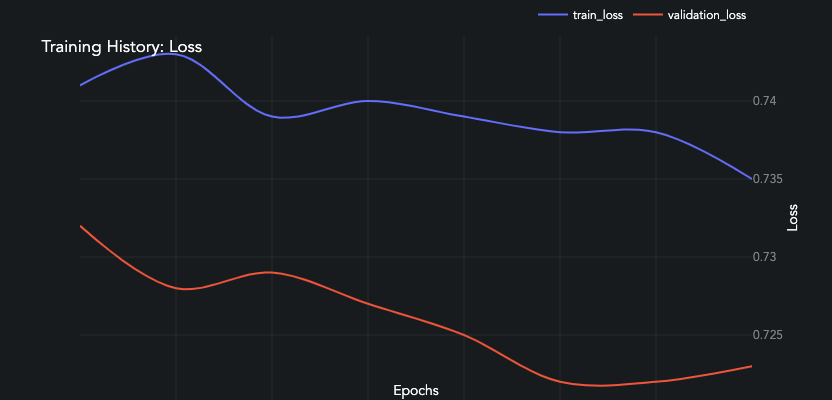 train_loss validation_loss
Training History: Loss
0.74
0.735
Loss
0.73
0.725
Epochs